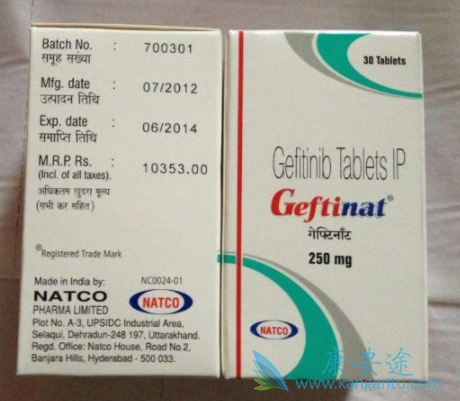 Batch No. : 700301
समूह संख्या
Mfg. date : 07/2012
उत्पादन तिथि
Exp. date : 06/2014
समाप्ति तिथि
M.R.P. Rs. : 10353.00
(Incl. of all taxes).
अधिकतम खुदरा मूल्य
(सभी कर सहित)
®Registered Trade Mark
Made in India by: NC0024-01
NATCO
PHARMA LIMITED
NATCO
Plot No. A-3, UPSIDC Industrial Area,
Selaqui, Dehradun-248 197, Uttarakhand.
Regd. Office: Natco House, Road No.2,
Banjara Hills, Hyderabad - 500 033.
30 Tablets
Gefitinib Tablets IP
Geftinat®
गेफ्टिनॅट
250 mg
NATCO
康安途
www.kangantu.com